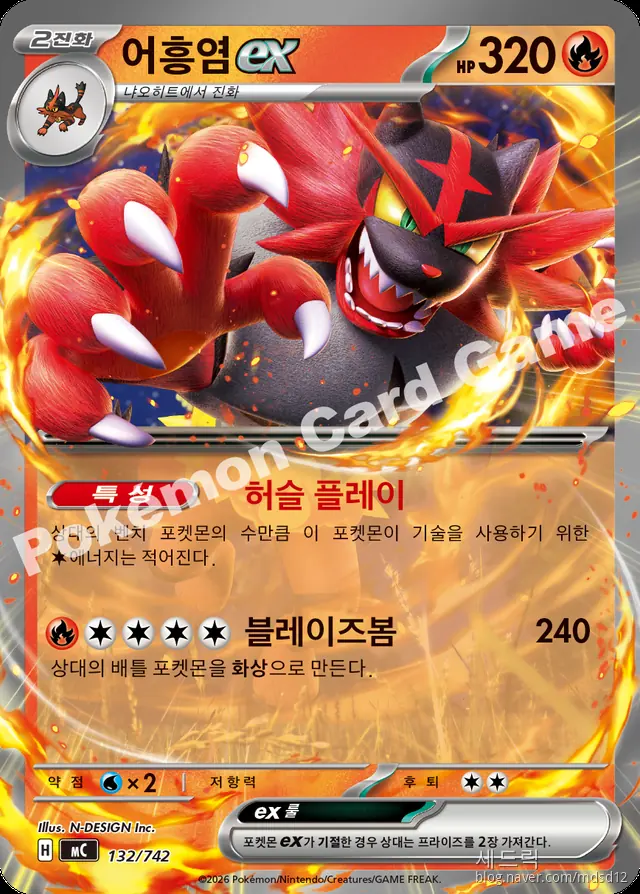 2진화
어흥염 ex
HP 320
냐오히트에서 진화
Pokémon Card Game
특성 허슬 플레이
상대의 벤치 포켓몬의 수만큼 이 포켓몬이 기술을 사용하기 위한
에너지는 적어진다.
블레이즈봄 240
상대의 배틀 포켓몬을 화상으로 만든다.
약점 ×2 저항력 후퇴
ex 룰
포켓몬 ex가 기절한 경우 상대는 프라이즈를 2장 가져간다.
Illus. N-DESIGN Inc.
H mC 132/742
세드릭
blog.naver.com/mdsd12
©2026 Pokémon/Nintendo/Creatures/GAME FREAK.